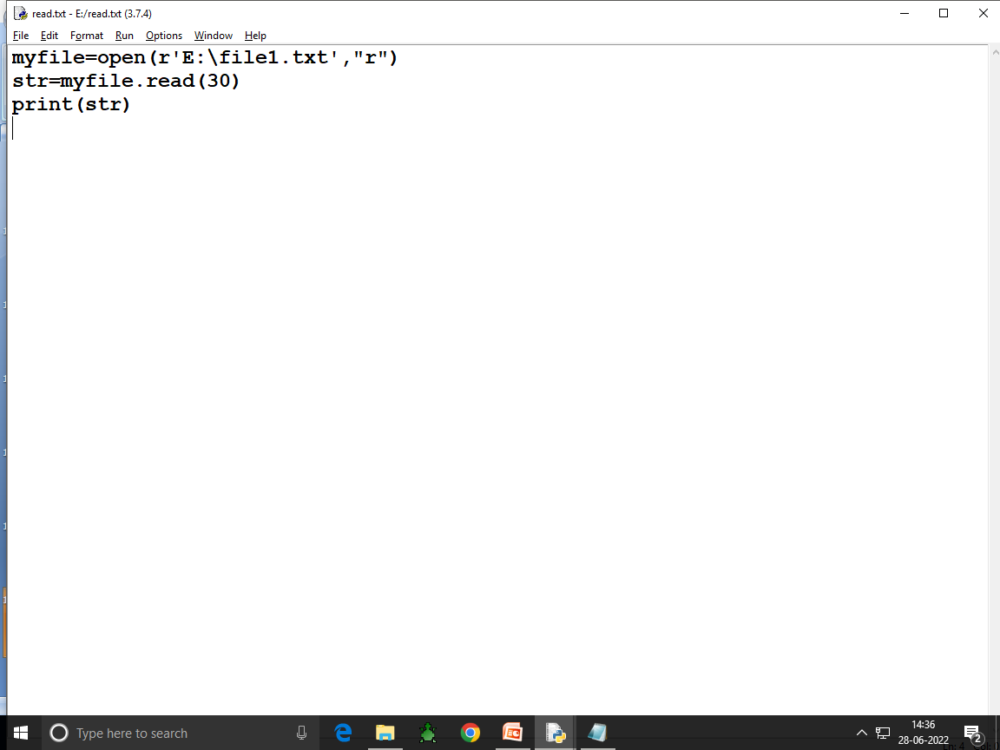 read.txt - E:/read.txt (3.7.4)
File Edit Format Run Options Window Help
myfile=open(r'E:\file1.txt',"r")
str=myfile.read(30)
print(str)
Type here to search
14:36
28-06-2022
2